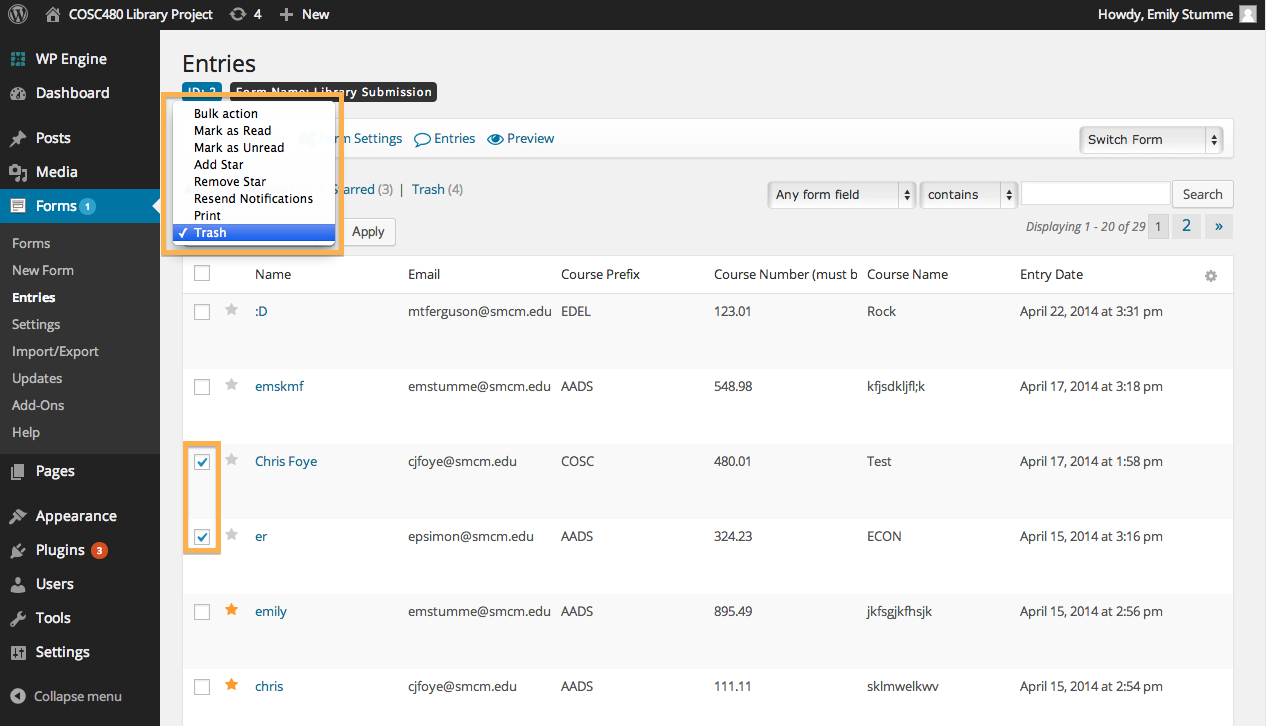 COSC480 Library Project 4 New Howdy, Emily Stumme
WP Engine
Dashboard
Posts
Media
Forms 1
Forms
New Form
Entries
Settings
Import/Export
Updates
Add-Ons
Help
Pages
Appearance
Plugins 3
Users
Tools
Settings
Collapse menu
Entries
ID: 2 Form Name: Library Submission
Bulk action
Mark as Read
Mark as Unread
Add Star
Remove Star
Resend Notifications
Print
✓ Trash
Settings Entries Preview Switch Form
(3) | Trash (4)
Any form field contains Search
Apply
Displaying 1 - 20 of 29 1 2 »
Name Email Course Prefix Course Number (must b Course Name Entry Date
:D mtferguson@smcm.edu EDEL 123.01 Rock April 22, 2014 at 3:31 pm
emskmf emstumme@smcm.edu AADS 548.98 kfjsdkljfl;k April 17, 2014 at 3:18 pm
Chris Foye cjfoye@smcm.edu COSC 480.01 Test April 17, 2014 at 1:58 pm
er epsimon@smcm.edu AADS 324.23 ECON April 15, 2014 at 3:16 pm
emily emstumme@smcm.edu AADS 895.49 jkfsgjkfhsjk April 15, 2014 at 2:56 pm
chris cjfoye@smcm.edu AADS 111.11 sklmwelkwv April 15, 2014 at 2:54 pm